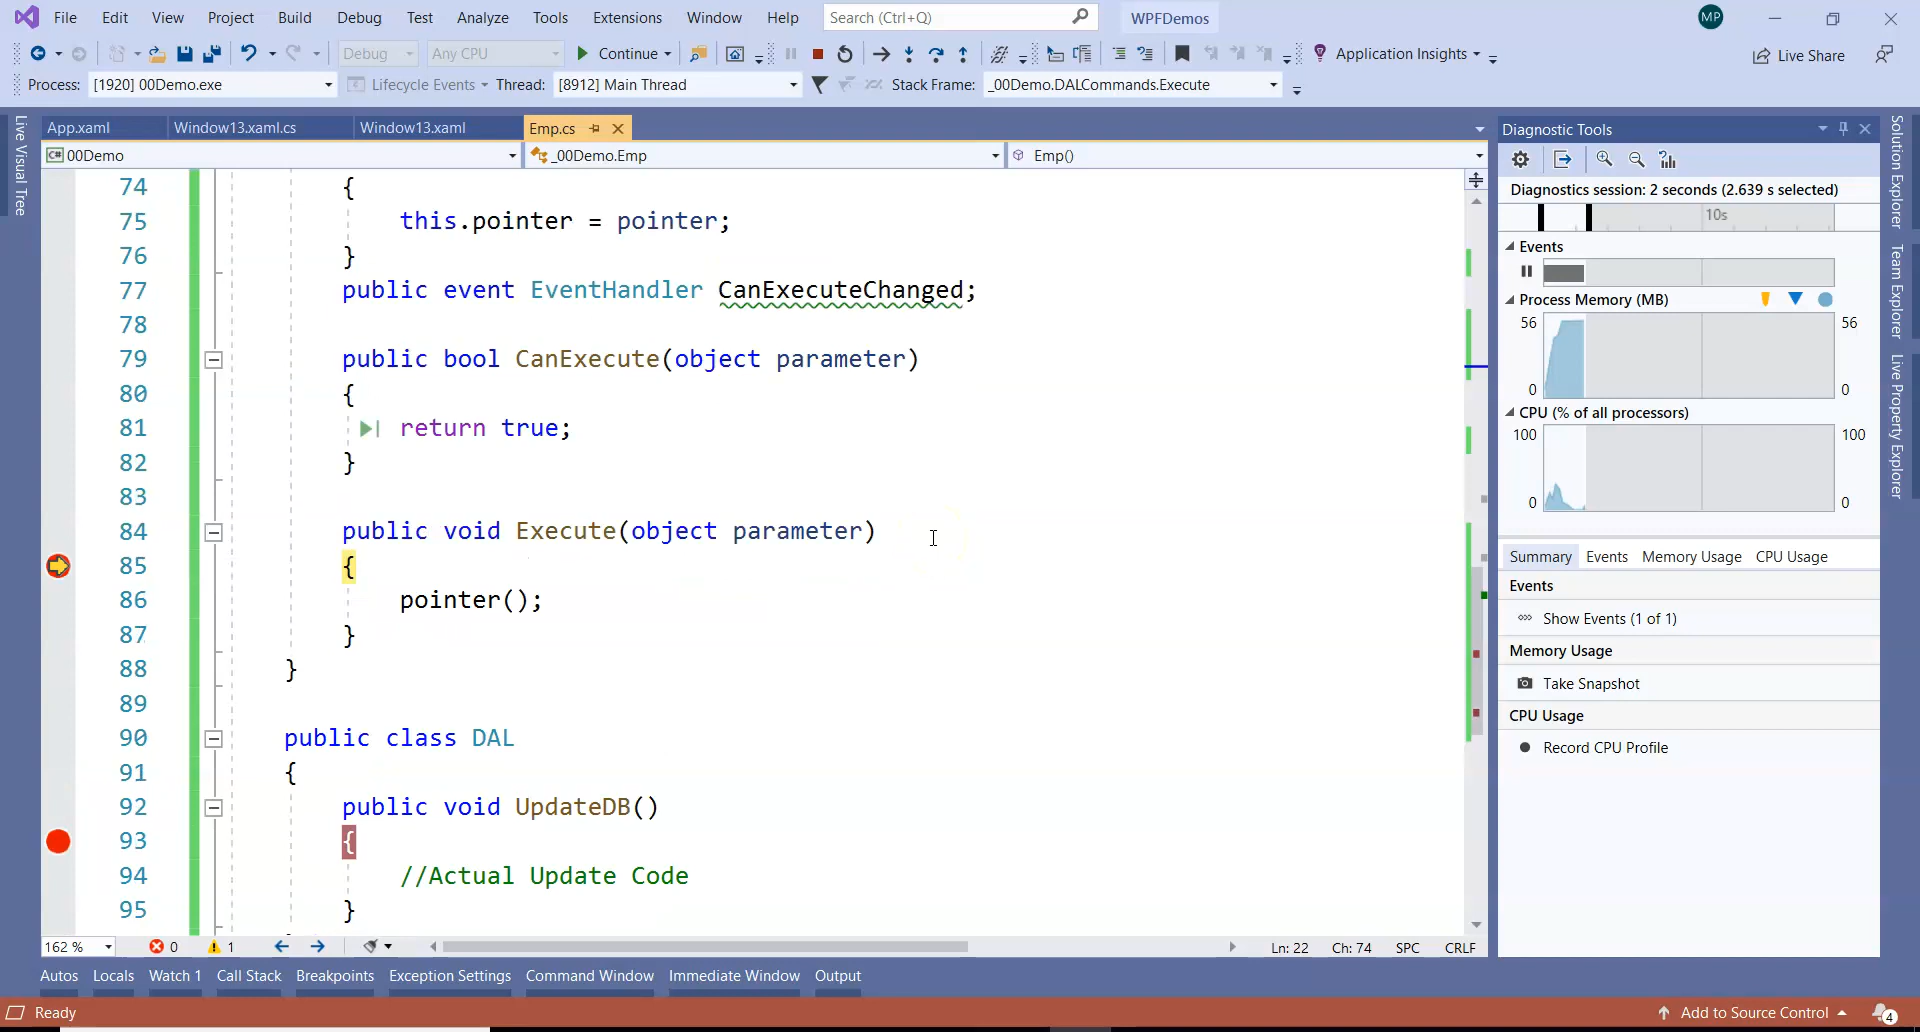 File Edit View Project Build Debug Test Analyze Tools Extensions Window Help Search (Ctrl+Q) WPFDemos MP
Debug Any CPU Continue Application Insights Live Share
Process: [1920] 00Demo.exe Lifecycle Events Thread: [8912] Main Thread Stack Frame: _00Demo.DALCommands.Execute
Live Visual Tree
App.xaml Window13.xaml.cs Window13.xaml Emp.cs
C# 00Demo _00Demo.Emp Emp()
74 {
75 this.pointer = pointer;
76 }
77 public event EventHandler CanExecuteChanged;
78
79 public bool CanExecute(object parameter)
80 {
81 return true;
82 }
83
84 public void Execute(object parameter)
85 {
86 pointer();
87 }
88 }
89
90 public class DAL
91 {
92 public void UpdateDB()
93 {
94 //Actual Update Code
95 }
162 % 0 1 Ln: 22 Ch: 74 SPC CRLF
Diagnostic Tools
Diagnostics session: 2 seconds (2.639 s selected)
10s
Events
Process Memory (MB)
56 56
0 0
CPU (% of all processors)
100 100
0 0
Summary Events Memory Usage CPU Usage
Events
Show Events (1 of 1)
Memory Usage
Take Snapshot
CPU Usage
Record CPU Profile
Solution Explorer
Team Explorer
Live Property Explorer
Autos Locals Watch 1 Call Stack Breakpoints Exception Settings Command Window Immediate Window Output
Ready Add to Source Control 4